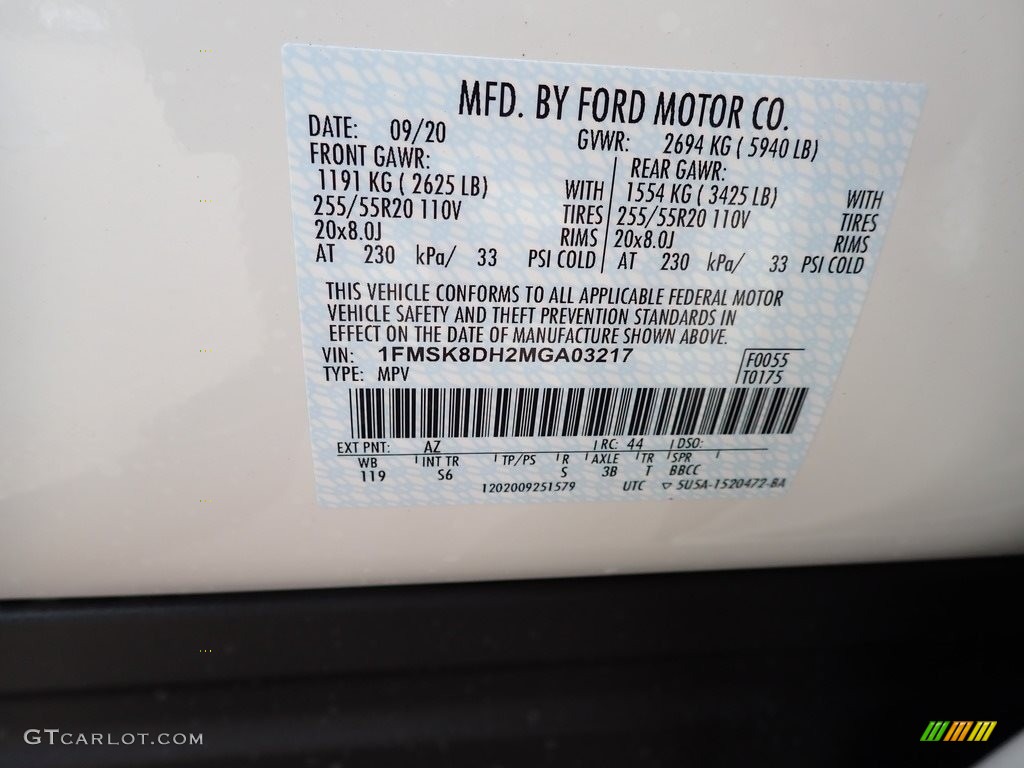 MFD. BY FORD MOTOR CO.
DATE: 09/20 GVWR: 2694 KG ( 5940 LB)
FRONT GAWR: REAR GAWR:
1191 KG ( 2625 LB) WITH 1554 KG ( 3425 LB) WITH
255/55R20 110V TIRES 255/55R20 110V TIRES
20x8.0J RIMS 20x8.0J RIMS
AT 230 kPa/ 33 PSI COLD AT 230 kPa/ 33 PSI COLD
THIS VEHICLE CONFORMS TO ALL APPLICABLE FEDERAL MOTOR
VEHICLE SAFETY AND THEFT PREVENTION STANDARDS IN
EFFECT ON THE DATE OF MANUFACTURE SHOWN ABOVE.
VIN: 1FMSK8DH2MGA03217 F0055
TYPE: MPV T0175
EXT PNT: AZ RC: 44 DSO:
WB INT TR TP/PS R AXLE TR SPR
119 S6 S 3B T BBCC
1202009251579 UTC ▽ 5U5A-1520472-BA
GTCARLOT.COM